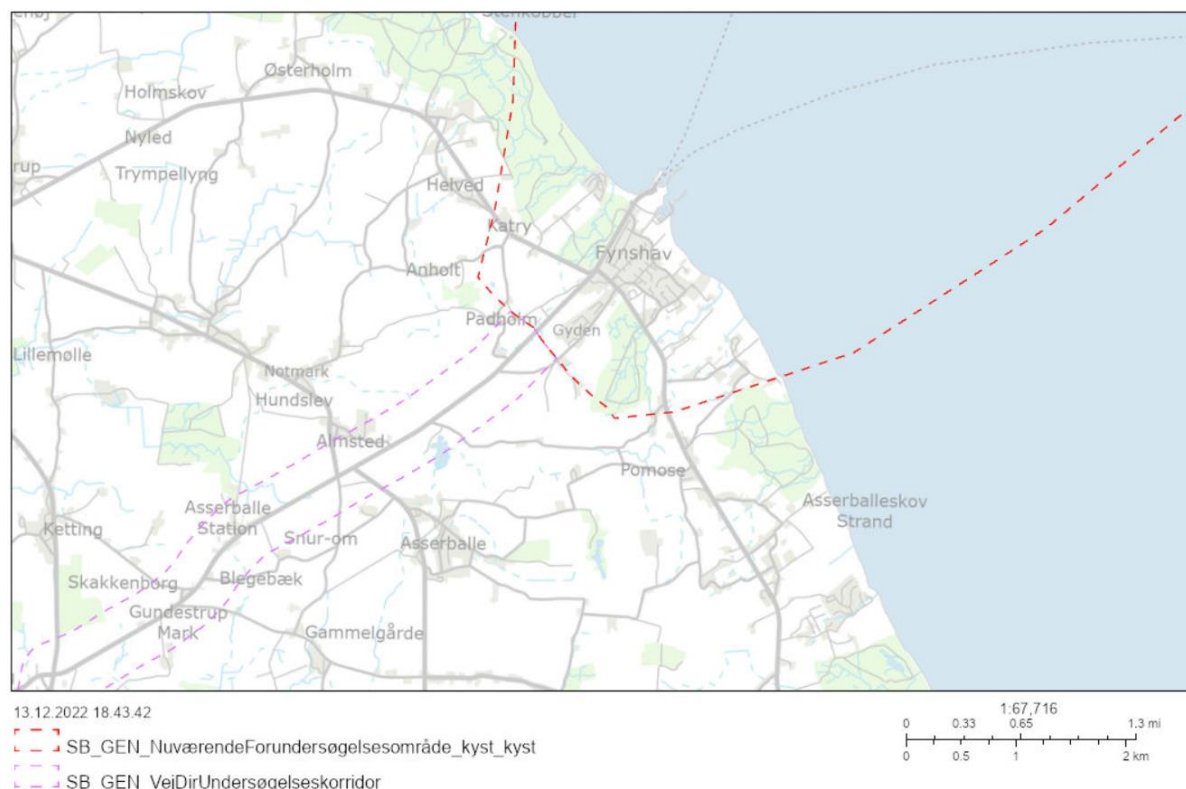 Stenkobbel
Østerholm
Holmskov
Nyled
Trympellyng
Helved
Katry
Fynshav
Anholt
Padholm
Gyden
Lillemølle
Notmark
Hundslev
Almsted
Pomose
Asserballe
Station
Asserballeskov
Strand
Ketting
Snur-om
Asserballe
Skakkenborg
Blegebæk
Gundestrup
Mark
Gammelgårde
13.12.2022 18.43.42
SB_GEN_NuværendeForundersøgelsesområde_kyst_kyst
SB_GEN_VejDirUndersøgelseskorridor
1:67,716
0 0.33 0.65 1.3 mi
0 0.5 1 2 km